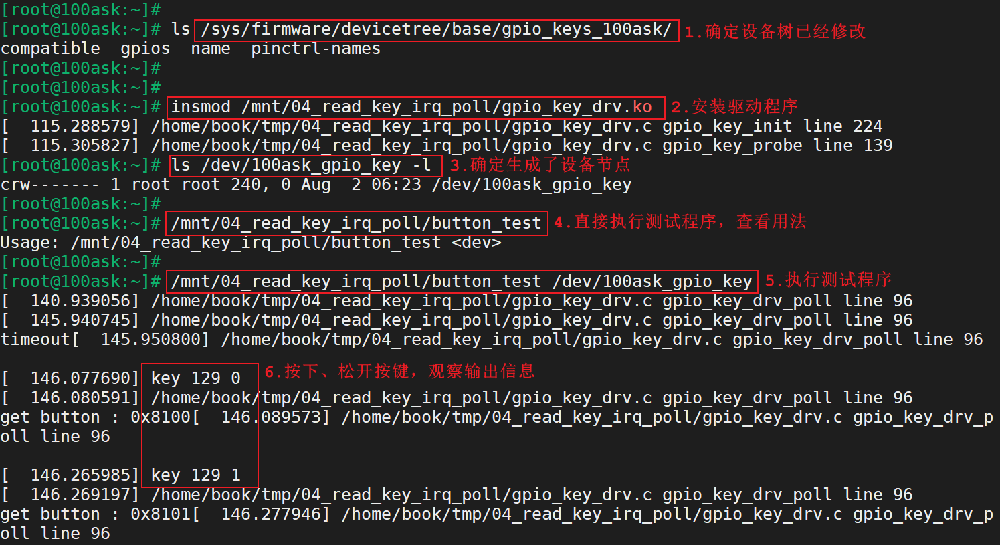 [root@100ask:~]#
[root@100ask:~]# ls /sys/firmware/devicetree/base/gpio_keys_100ask/ 1.确定设备树已经修改
compatible  gpios  name  pinctrl-names
[root@100ask:~]#
[root@100ask:~]#
[root@100ask:~]# insmod /mnt/04_read_key_irq_poll/gpio_key_drv.ko 2.安装驱动程序
[  115.288579] /home/book/tmp/04_read_key_irq_poll/gpio_key_drv.c gpio_key_init line 224
[  115.305827] /home/book/tmp/04_read_key_irq_poll/gpio_key_drv.c gpio_key_probe line 139
[root@100ask:~]# ls /dev/100ask_gpio_key -l 3.确定生成了设备节点
crw------- 1 root root 240, 0 Aug  2 06:23 /dev/100ask_gpio_key
[root@100ask:~]#
[root@100ask:~]# /mnt/04_read_key_irq_poll/button_test 4.直接执行测试程序，查看用法
Usage: /mnt/04_read_key_irq_poll/button_test <dev>
[root@100ask:~]#
[root@100ask:~]# /mnt/04_read_key_irq_poll/button_test /dev/100ask_gpio_key 5.执行测试程序
[  140.939056] /home/book/tmp/04_read_key_irq_poll/gpio_key_drv.c gpio_key_drv_poll line 96
[  145.940745] /home/book/tmp/04_read_key_irq_poll/gpio_key_drv.c gpio_key_drv_poll line 96
timeout[  145.950800] /home/book/tmp/04_read_key_irq_poll/gpio_key_drv.c gpio_key_drv_poll line 96
[  146.077690] key 129 0 6.按下、松开按键，观察输出信息
[  146.080591] /home/book/tmp/04_read_key_irq_poll/gpio_key_drv.c gpio_key_drv_poll line 96
get button : 0x8100[  146.089573] /home/book/tmp/04_read_key_irq_poll/gpio_key_drv.c gpio_key_drv_p
oll line 96
[  146.265985] key 129 1
[  146.269197] /home/book/tmp/04_read_key_irq_poll/gpio_key_drv.c gpio_key_drv_poll line 96
get button : 0x8101[  146.277946] /home/book/tmp/04_read_key_irq_poll/gpio_key_drv.c gpio_key_drv_p
oll line 96